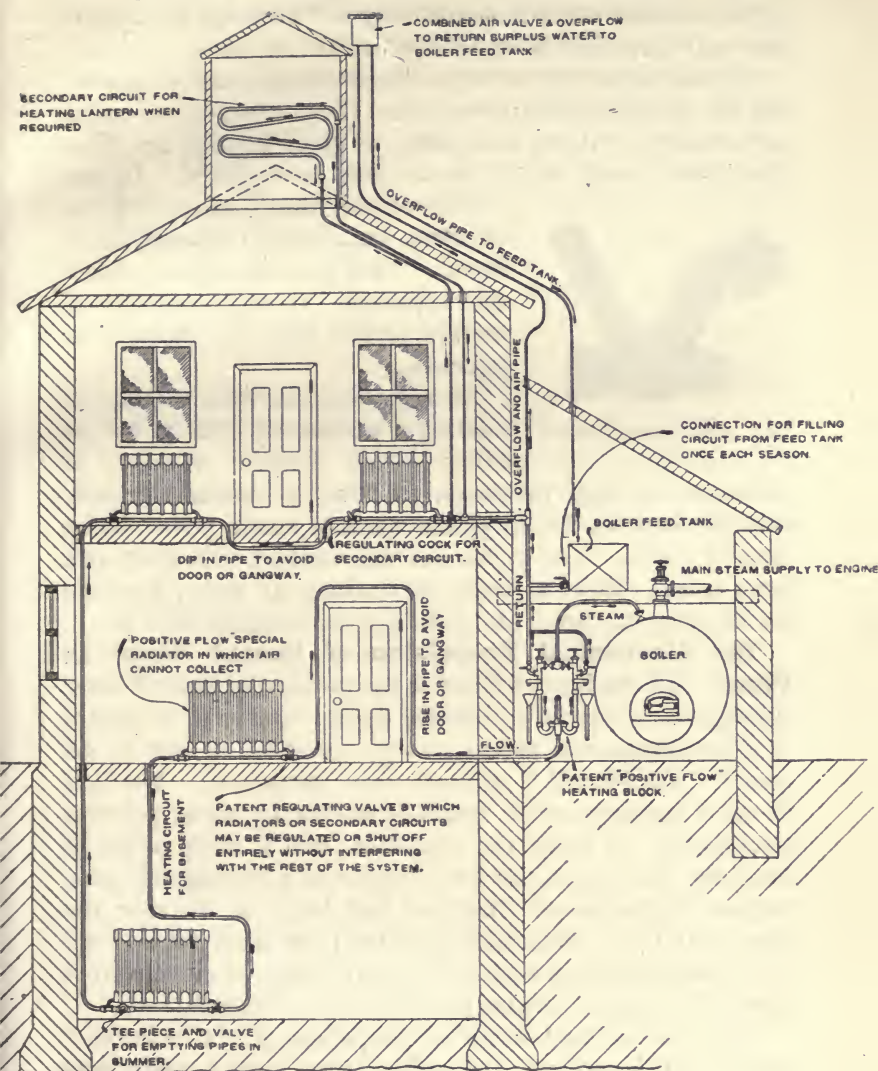 COMBINED AIR VALVE & OVERFLOW
TO RETURN SURPLUS WATER TO
BOILER FEED TANK
SECONDARY CIRCUIT FOR
HEATING LANTERN WHEN
REQUIRED
OVERFLOW PIPE TO FEED TANK.
OVERFLOW AND AIR PIPE
CONNECTION FOR FILLING
CIRCUIT FROM FEED TANK
ONCE EACH SEASON.
BOILER FEED TANK
DIP IN PIPE TO AVOID
DOOR OR GANGWAY.
REGULATING COCK FOR
SECONDARY CIRCUIT.
MAIN STEAM SUPPLY TO ENGINE
RETURN
STEAM
"POSITIVE FLOW" SPECIAL
RADIATOR IN WHICH AIR
CANNOT COLLECT
RISE IN PIPE TO AVOID
DOOR OR GANGWAY
BOILER.
FLOW.
PATENT "POSITIVE FLOW"
HEATING BLOCK.
HEATING CIRCUIT
FOR BASEMENT
PATENT REGULATING VALVE BY WHICH
RADIATORS OR SECONDARY CIRCUITS
MAY BE REGULATED OR SHUT OFF
ENTIRELY WITHOUT INTERFERING
WITH THE REST OF THE SYSTEM.
TEE PIECE AND VALVE
FOR EMPTYING PIPES IN
SUMMER.